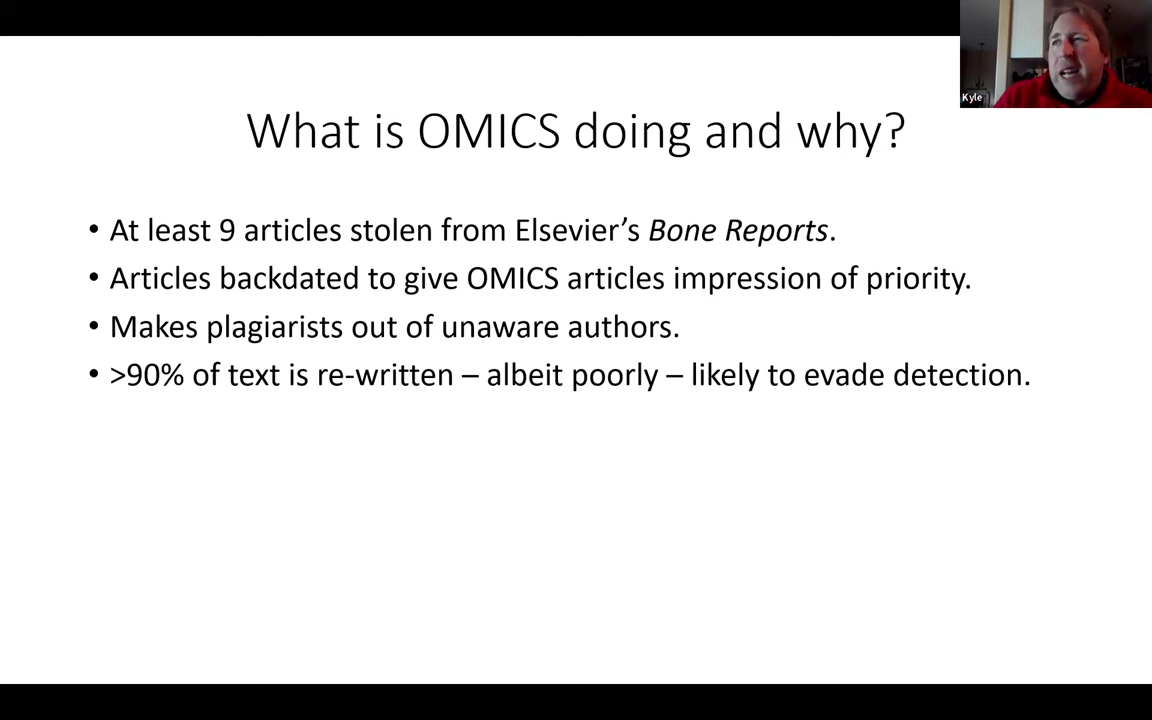 Kyle
What is OMICS doing and why?
• At least 9 articles stolen from Elsevier’s Bone Reports.
• Articles backdated to give OMICS articles impression of priority.
• Makes plagiarists out of unaware authors.
• >90% of text is re-written – albeit poorly – likely to evade detection.